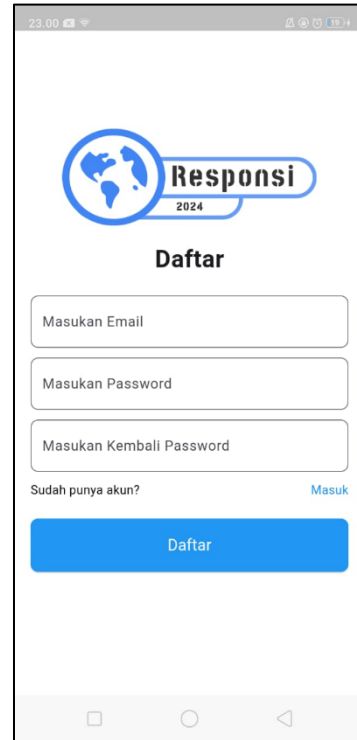 23.00
Responsi
2024
Daftar
Masukan Email
Masukan Password
Masukan Kembali Password
Sudah punya akun? Masuk
Daftar